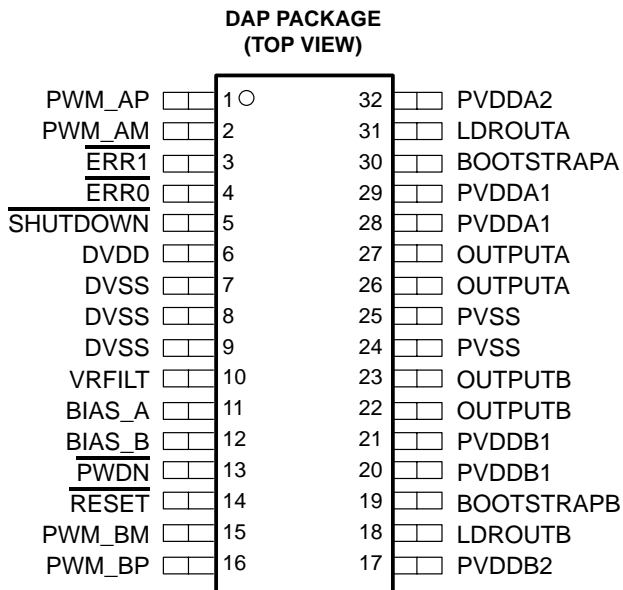 DAP PACKAGE
(TOP VIEW)
PWM_AP 1 32 PVDDA2
PWM_AM 2 31 LDROUTA
ERR1 3 30 BOOTSTRAPA
ERR0 4 29 PVDDA1
SHUTDOWN 5 28 PVDDA1
DVDD 6 27 OUTPUTA
DVSS 7 26 OUTPUTA
DVSS 8 25 PVSS
DVSS 9 24 PVSS
VRFILT 10 23 OUTPUTB
BIAS_A 11 22 OUTPUTB
BIAS_B 12 21 PVDDB1
PWDN 13 20 PVDDB1
RESET 14 19 BOOTSTRAPB
PWM_BM 15 18 LDROUTB
PWM_BP 16 17 PVDDB2